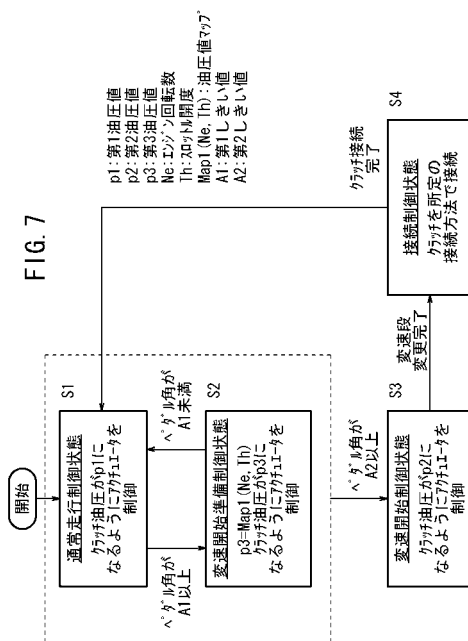 FIG. 7
p1:第1油圧値
p2:第2油圧値
p3:第3油圧値
Ne:エンジン回転数
Th:スロットル開度
Map1(Ne, Th):油圧値マップ
A1:第1しきい値
A2:第2しきい値
開始
S1
通常走行制御状態
クラッチ油圧がp1に
なるようにアクチュエータを
制御
ペダル角が
A1以上
ペダル角が
A1未満
S2
変速開始準備制御状態
p3=Map1(Ne, Th)
クラッチ油圧がp3に
なるようにアクチュエータを
制御
ペダル角が
A2以上
S3
変速開始制御状態
クラッチ油圧がp2に
なるようにアクチュエータを
制御
変速段
変更完了
S4
接続制御状態
クラッチを所定の
接続方法で接続
クラッチ接続
完了